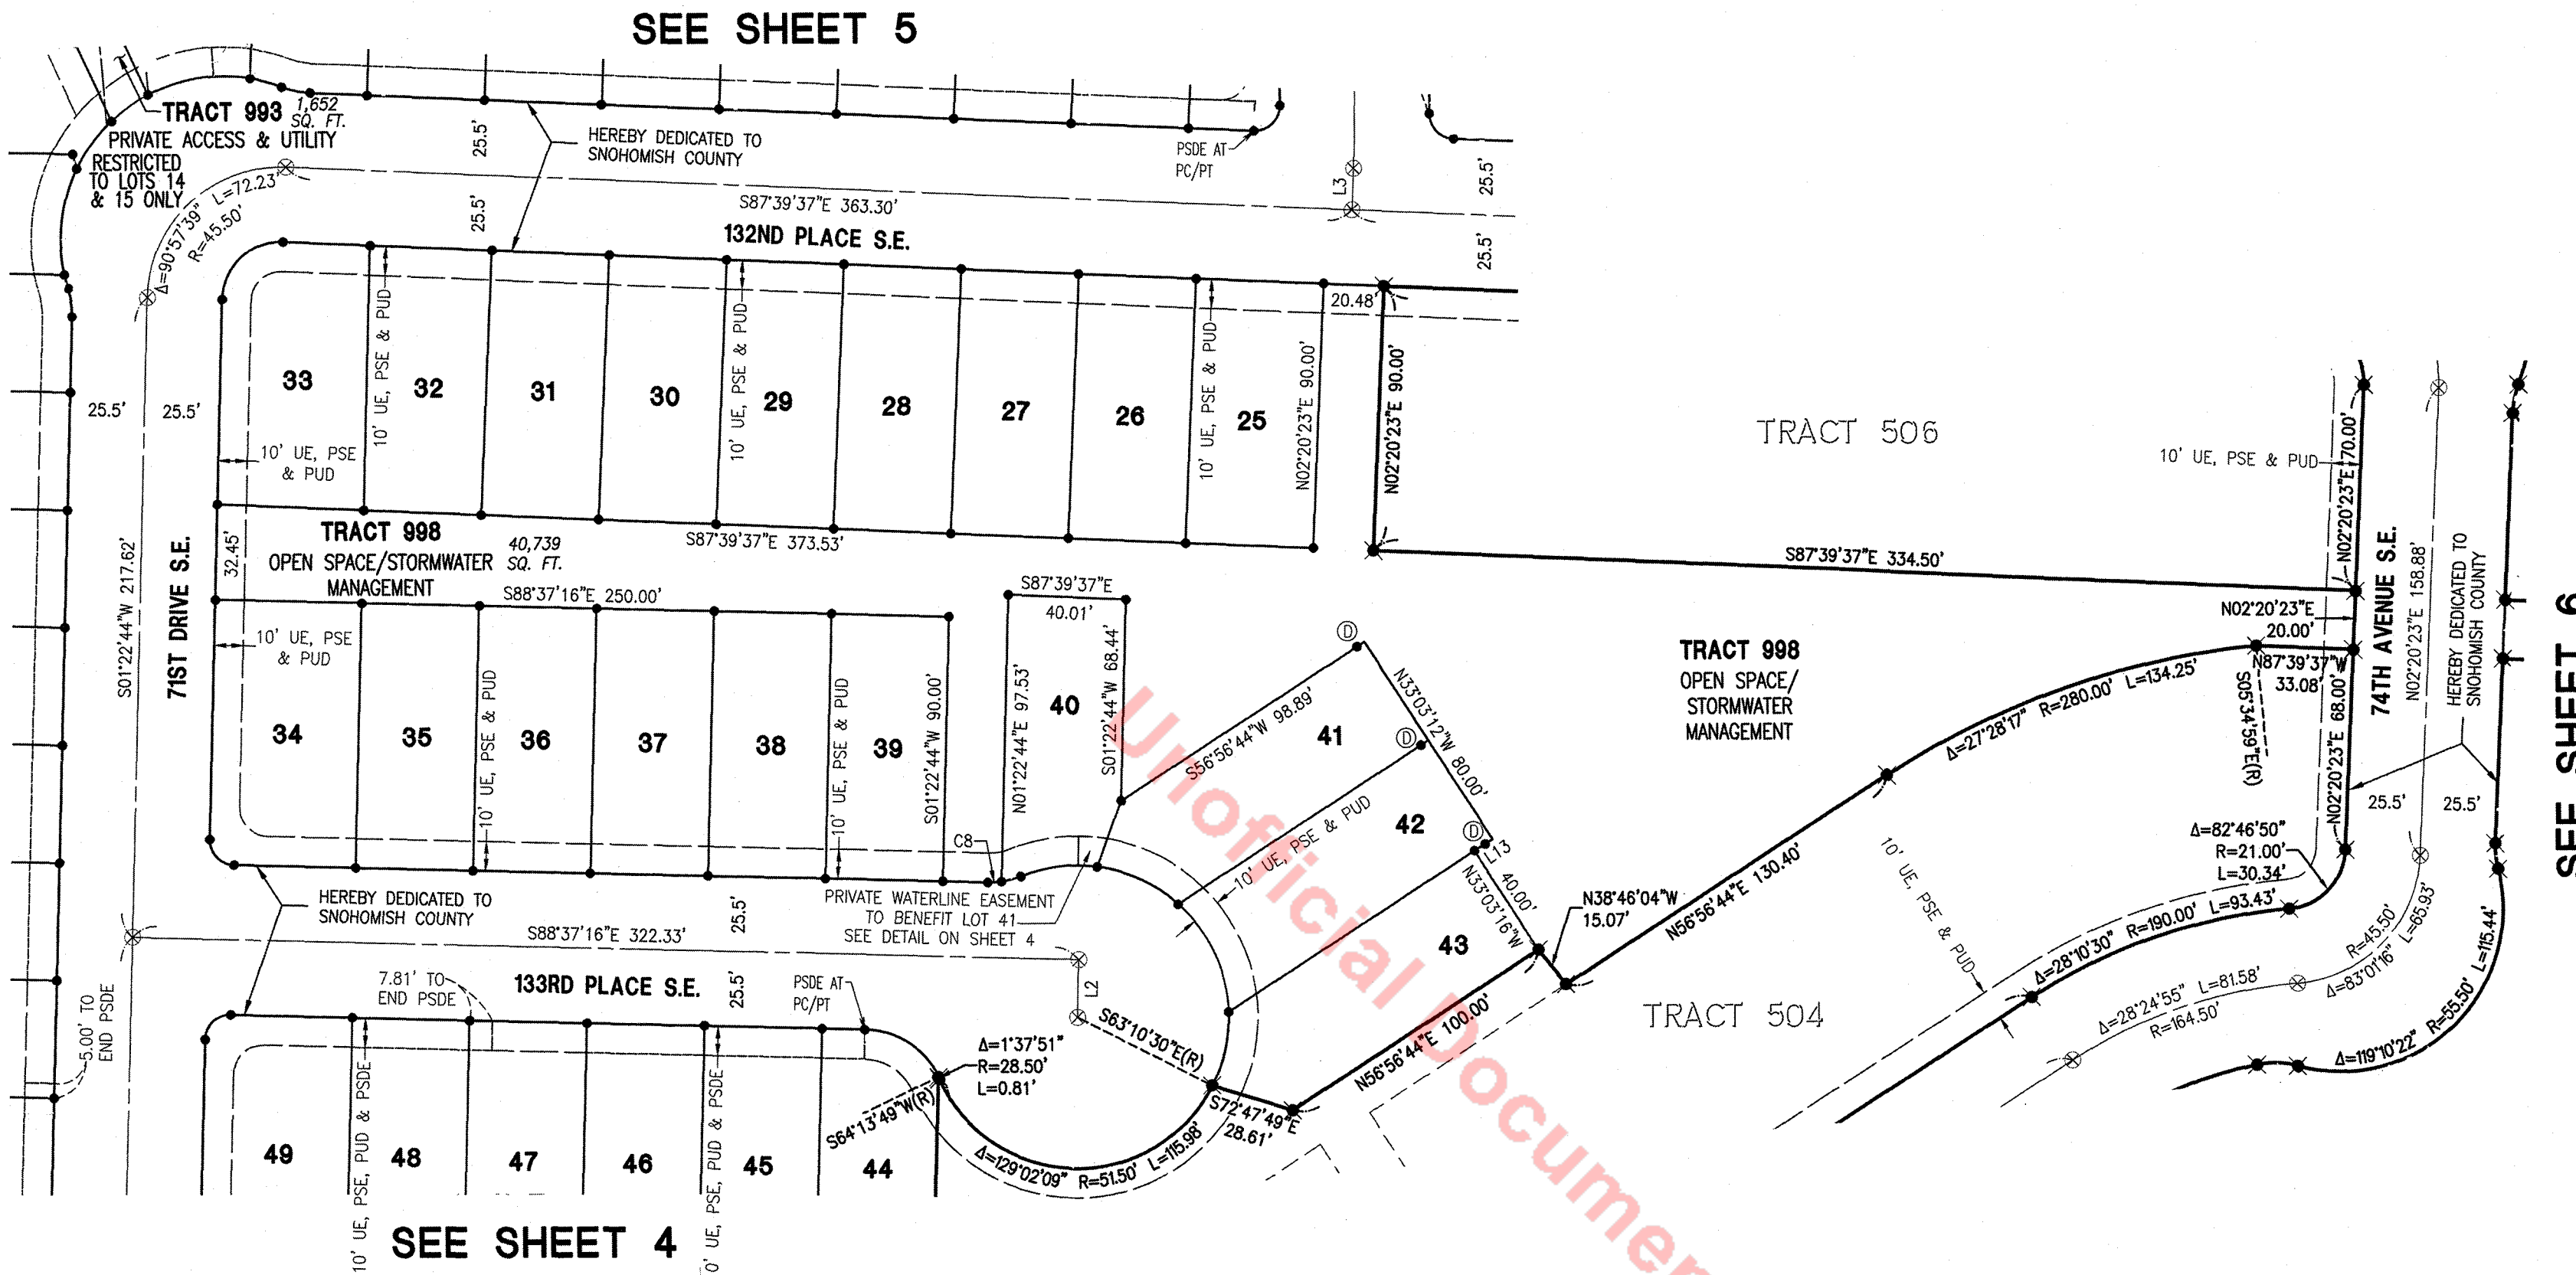 SEE SHEET 5
TRACT 993
1,652
SQ. FT.
PRIVATE ACCESS & UTILITY
RESTRICTED
TO LOTS 14
& 15 ONLY
HEREBY DEDICATED TO
SNOHOMISH COUNTY
25.5'
25.5'
PSDE AT
PC/PT
L3
25.5'
25.5'
Δ=90°57'39" L=72.23'
R=45.50'
S87°39'37"E 363.30'
132ND PLACE S.E.
20.48'
33
32
31
30
29
28
27
26
25
10' UE, PSE & PUD
10' UE, PSE & PUD
10' UE, PSE & PUD
N02°20'23"E 90.00'
N02°20'23"E 90.00'
25.5'
25.5'
10' UE, PSE
& PUD
TRACT 506
10' UE, PSE & PUD
N02°20'23"E 70.00'
S01°22'44"W 217.62'
71ST DRIVE S.E.
32.45'
TRACT 998
OPEN SPACE/STORMWATER
MANAGEMENT
40,739
SQ. FT.
S87°39'37"E 373.53'
S87°39'37"E 334.50'
S88°37'16"E 250.00'
S87°39'37"E
40.01'
10' UE, PSE
& PUD
34
35
36
37
38
39
40
41
42
43
10' UE, PSE & PUD
10' UE, PSE & PUD
S01°22'44"W 90.00'
N01°22'44"E 97.53'
S01°22'44"W 68.44'
S56°56'44"W 98.89'
D
D
D
N33°03'12"W 80.00'
L13
N33°03'16"W 40.00'
10' UE, PSE & PUD
TRACT 998
OPEN SPACE/
STORMWATER
MANAGEMENT
N02°20'23"E
20.00'
N87°39'37"W
33.08'
S05°34'59"E(R)
N02°20'23"E 68.00'
74TH AVENUE S.E.
N02°20'23"E 158.88'
HEREBY DEDICATED TO
SNOHOMISH COUNTY
25.5'
25.5'
SEE SHEET 6
Δ=27°28'17" R=280.00' L=134.25'
N56°56'44"E 130.40'
N38°46'04"W
15.07'
Δ=82°46'50"
R=21.00'
L=30.34'
10' UE, PSE & PUD
Δ=28°10'30" R=190.00' L=93.43'
R=45.50'
Δ=83°01'16" L=65.93'
Δ=28°24'55" L=81.58'
R=164.50'
Δ=119°10'22" R=55.50' L=115.44'
TRACT 504
C8
HEREBY DEDICATED TO
SNOHOMISH COUNTY
25.5'
PRIVATE WATERLINE EASEMENT
TO BENEFIT LOT 41
SEE DETAIL ON SHEET 4
S88°37'16"E 322.33'
133RD PLACE S.E.
25.5'
7.81' TO
END PSDE
PSDE AT
PC/PT
L2
S63°10'30"E(R)
N56°56'44"E 100.00'
S72°47'49"E
28.61'
5.00' TO
END PSDE
Δ=1°37'51"
R=28.50'
L=0.81'
S64°13'49"W(R)
Δ=129°02'09" R=51.50' L=115.98'
49
48
47
46
45
44
10' UE, PSE, PUD & PSDE
0' UE, PSE, PUD & PSDE
SEE SHEET 4
Unofficial Documen